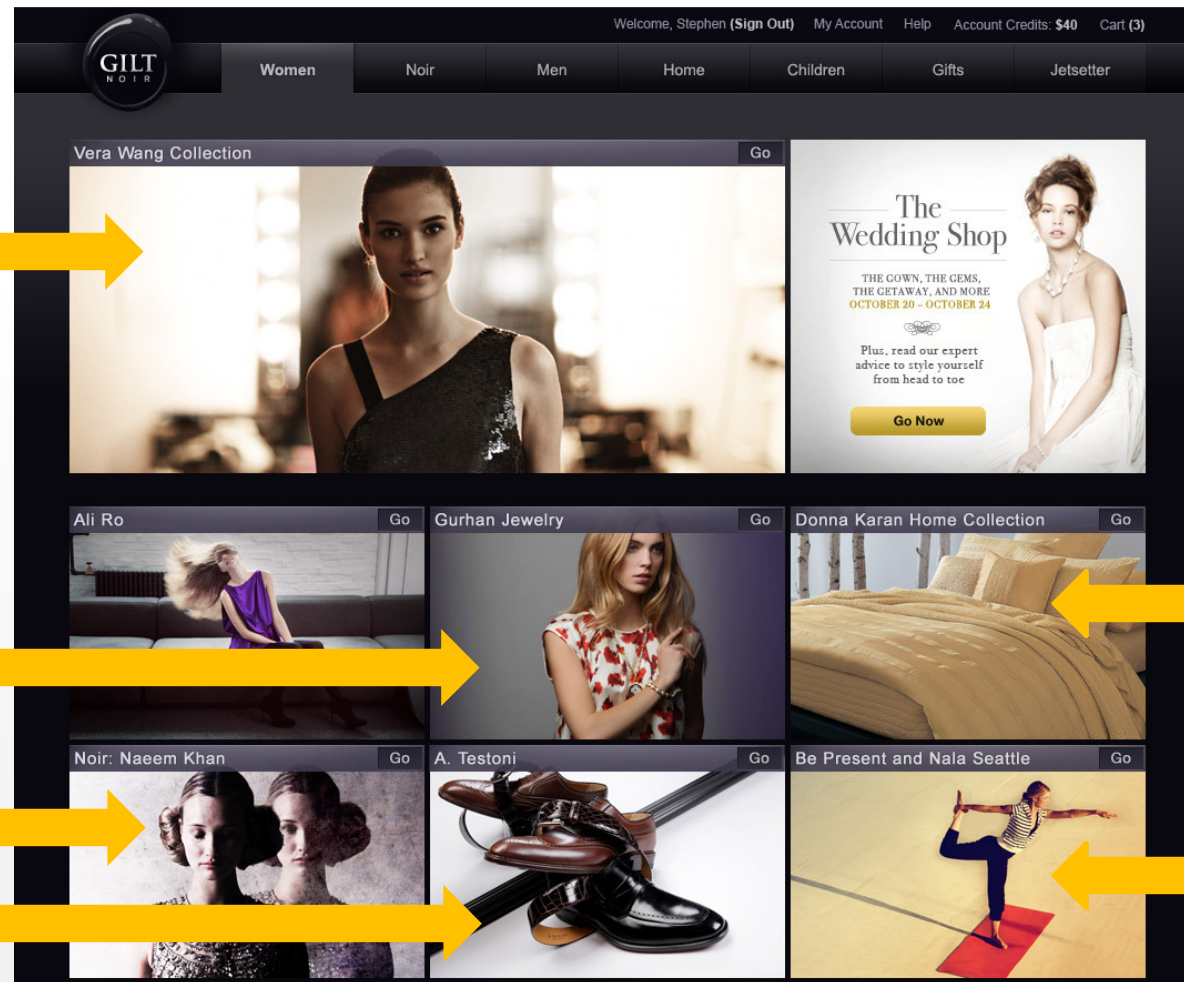 Welcome, Stephen (Sign Out) My Account Help Account Credits: $40 Cart (3)
GILT
NOIR
Women Noir Men Home Children Gifts Jetsetter
Vera Wang Collection Go
The
Wedding Shop
THE GOWN, THE GEMS,
THE GETAWAY, AND MORE
OCTOBER 20 – OCTOBER 24
Plus, read our expert
advice to style yourself
from head to toe
Go Now
Ali Ro Go
Gurhan Jewelry Go
Donna Karan Home Collection Go
Noir: Naeem Khan Go
A. Testoni Go
Be Present and Nala Seattle Go